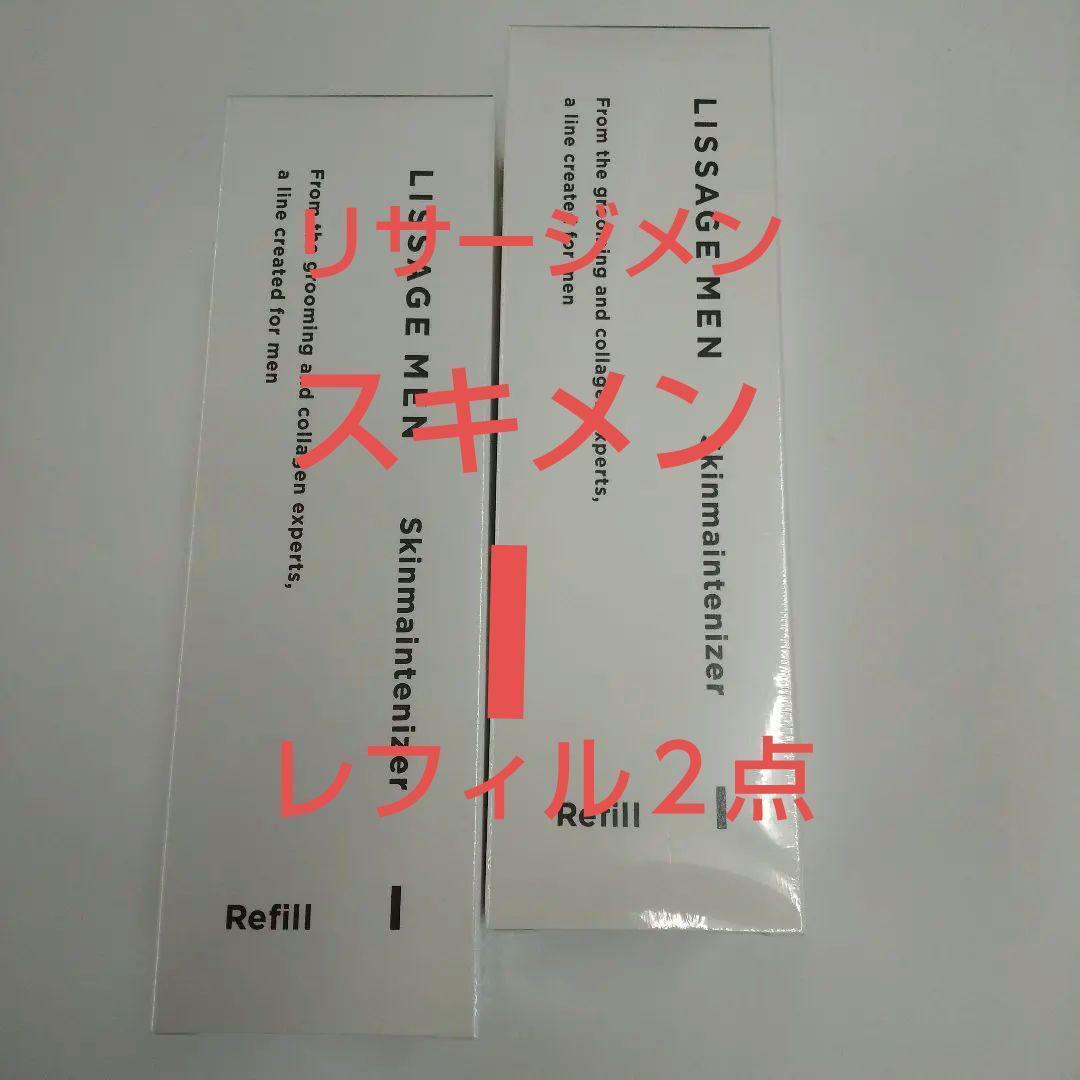 リサージメン
スキメン
I
レフィル2点
LISSAGE MEN Skinmaintenizer I
From the grooming and collagen experts,
a line created for men
Refill
LISSAGE MEN Skinmaintenizer I
From the grooming and collagen experts,
a line created for men
Refill